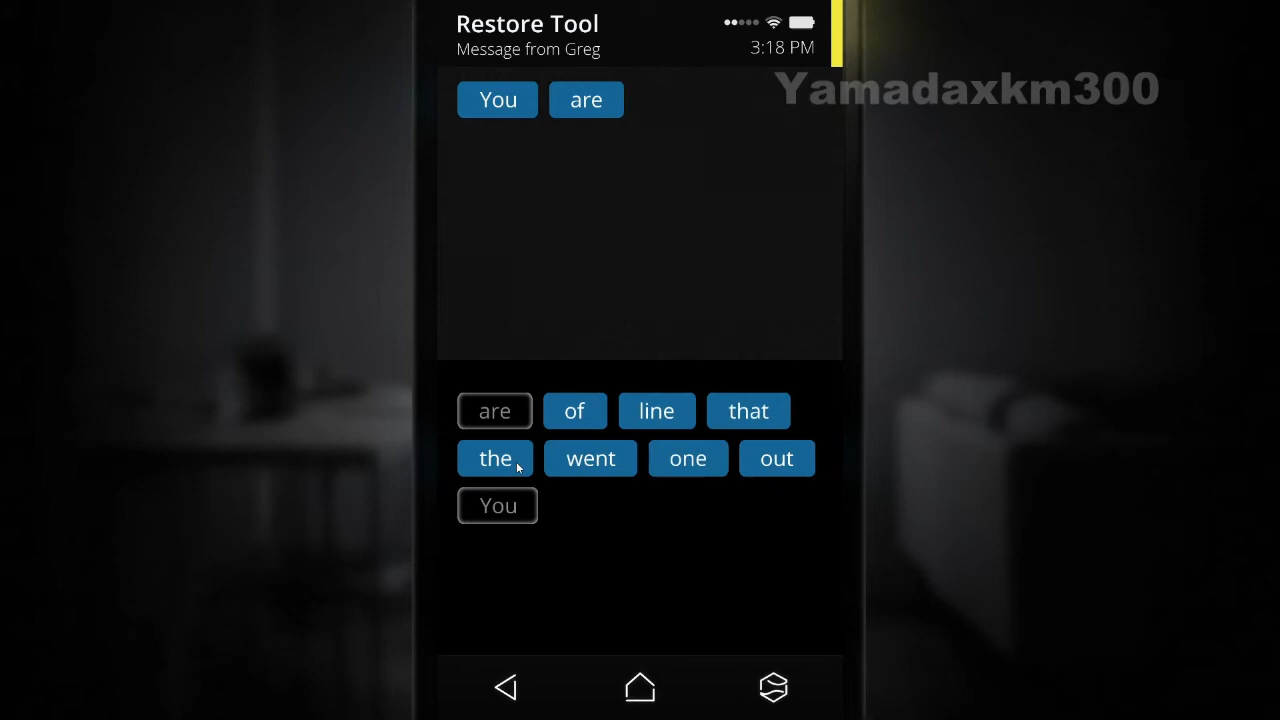 Restore Tool
Message from Greg
3:18 PM
Yamadaxkm300
You are
are of line that
the went one out
You